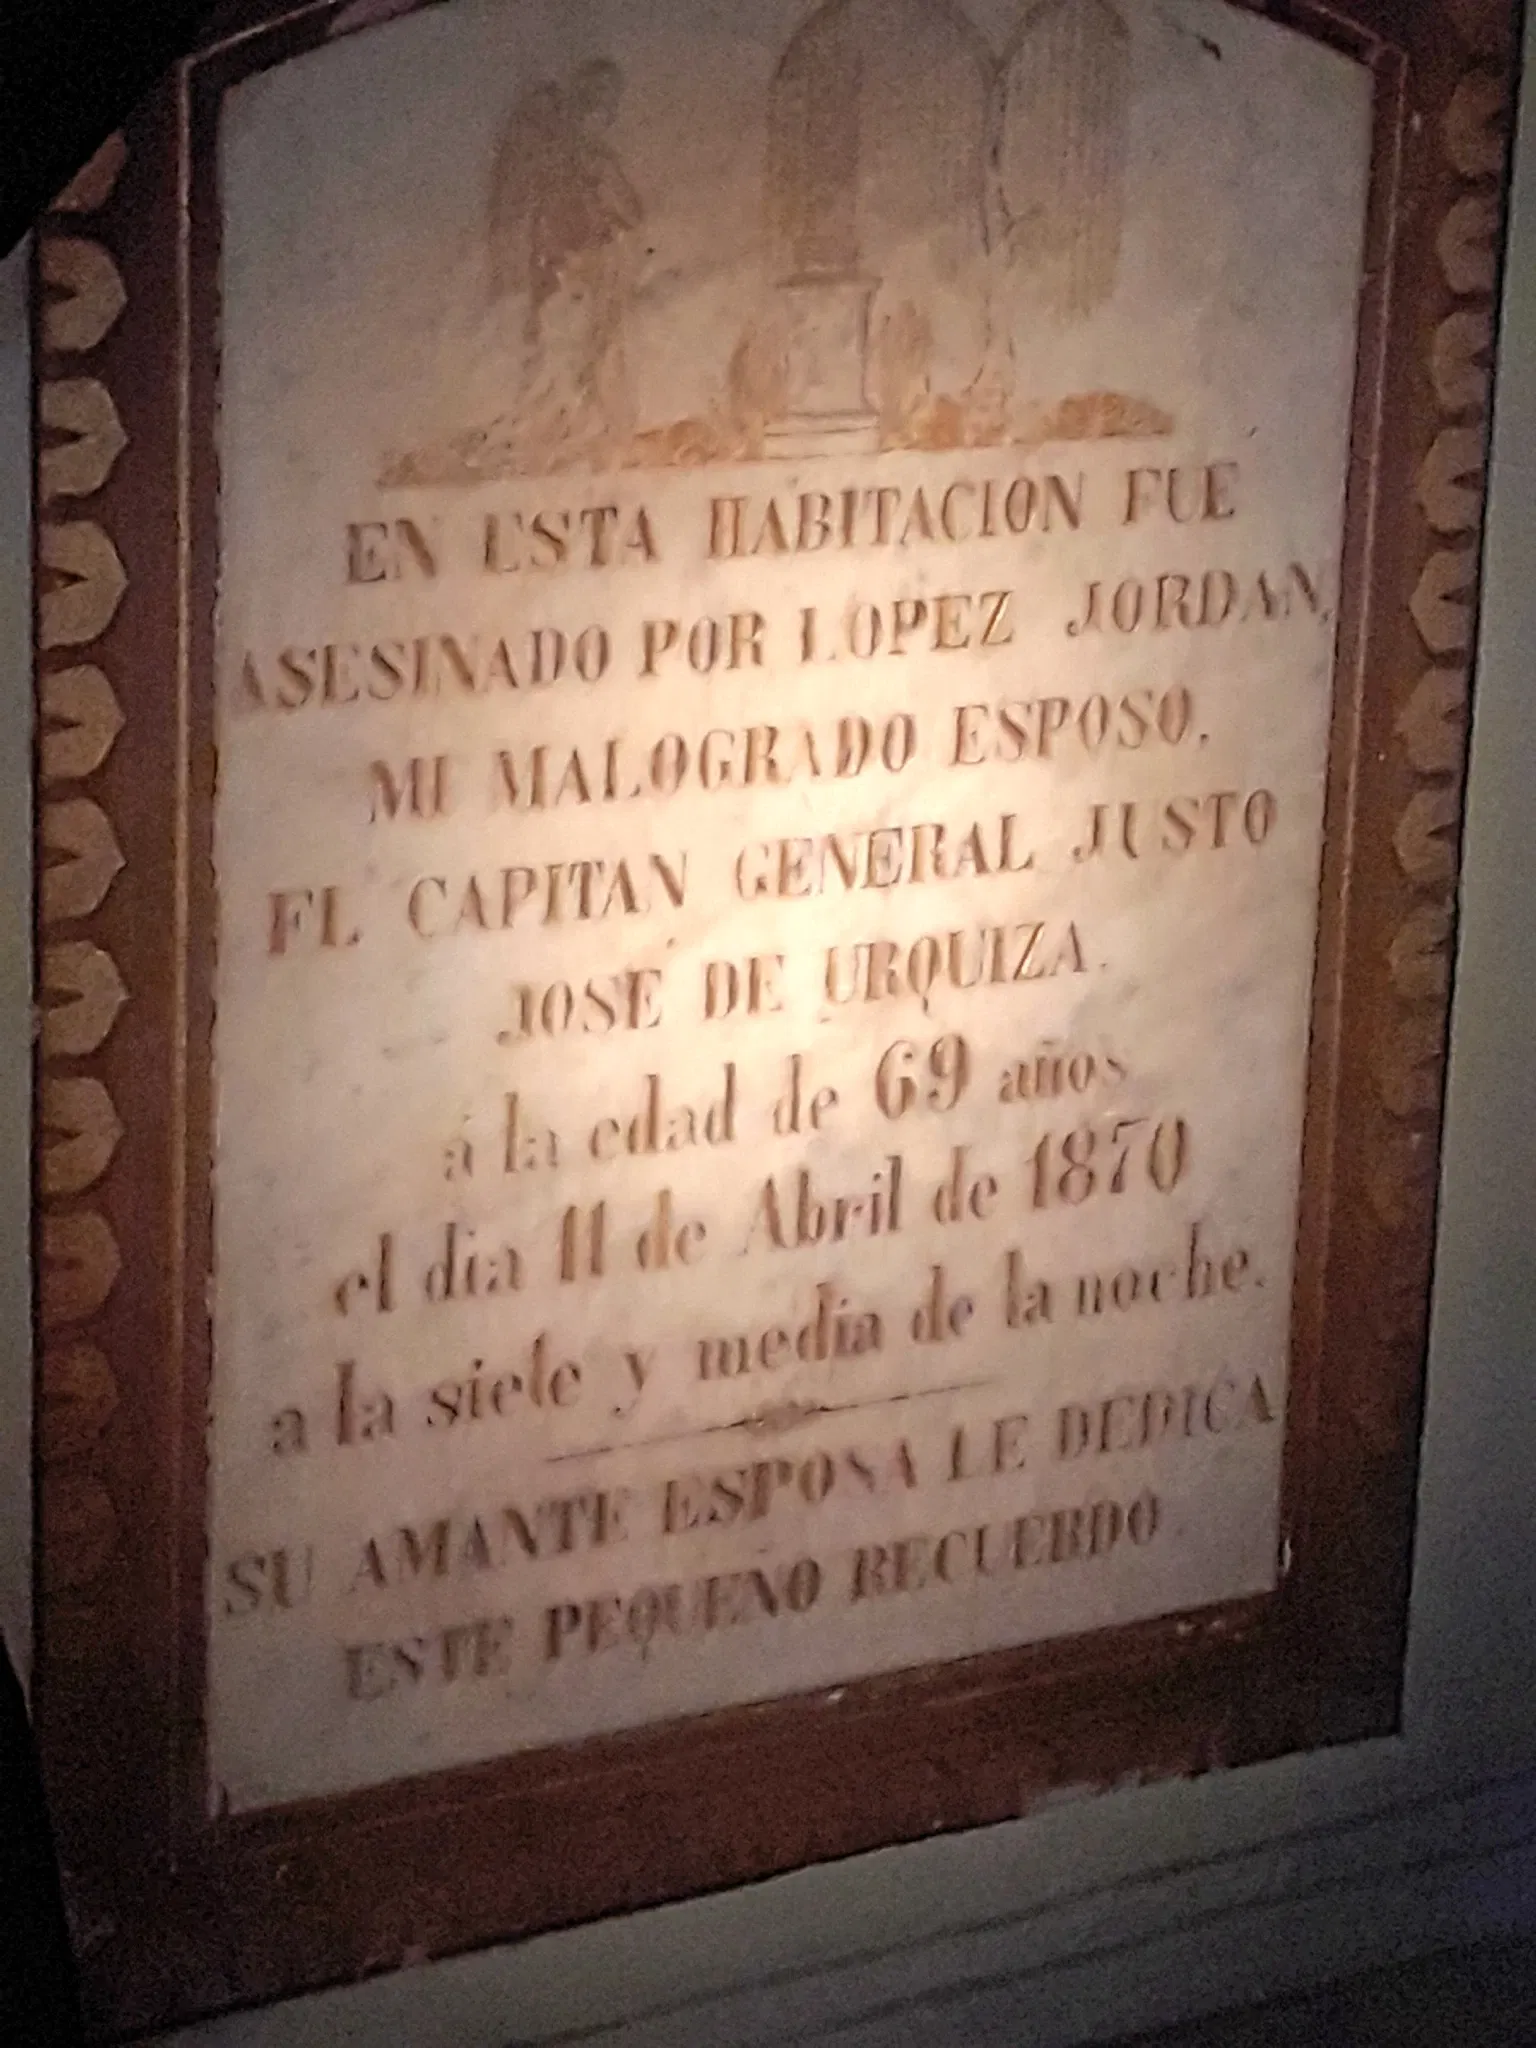 EN ESTA HABITACION FUE
ASESINADO POR LOPEZ JORDAN,
MI MALOGRADO ESPOSO.
EL CAPITAN GENERAL JUSTO
JOSÉ DE URQUIZA.
á la edad de 69 años
el dia 11 de Abril de 1870
a la siete y media de la noche.
SU AMANTE ESPOSA LE DEDICA
ESTE PEQUENO RECUERDO